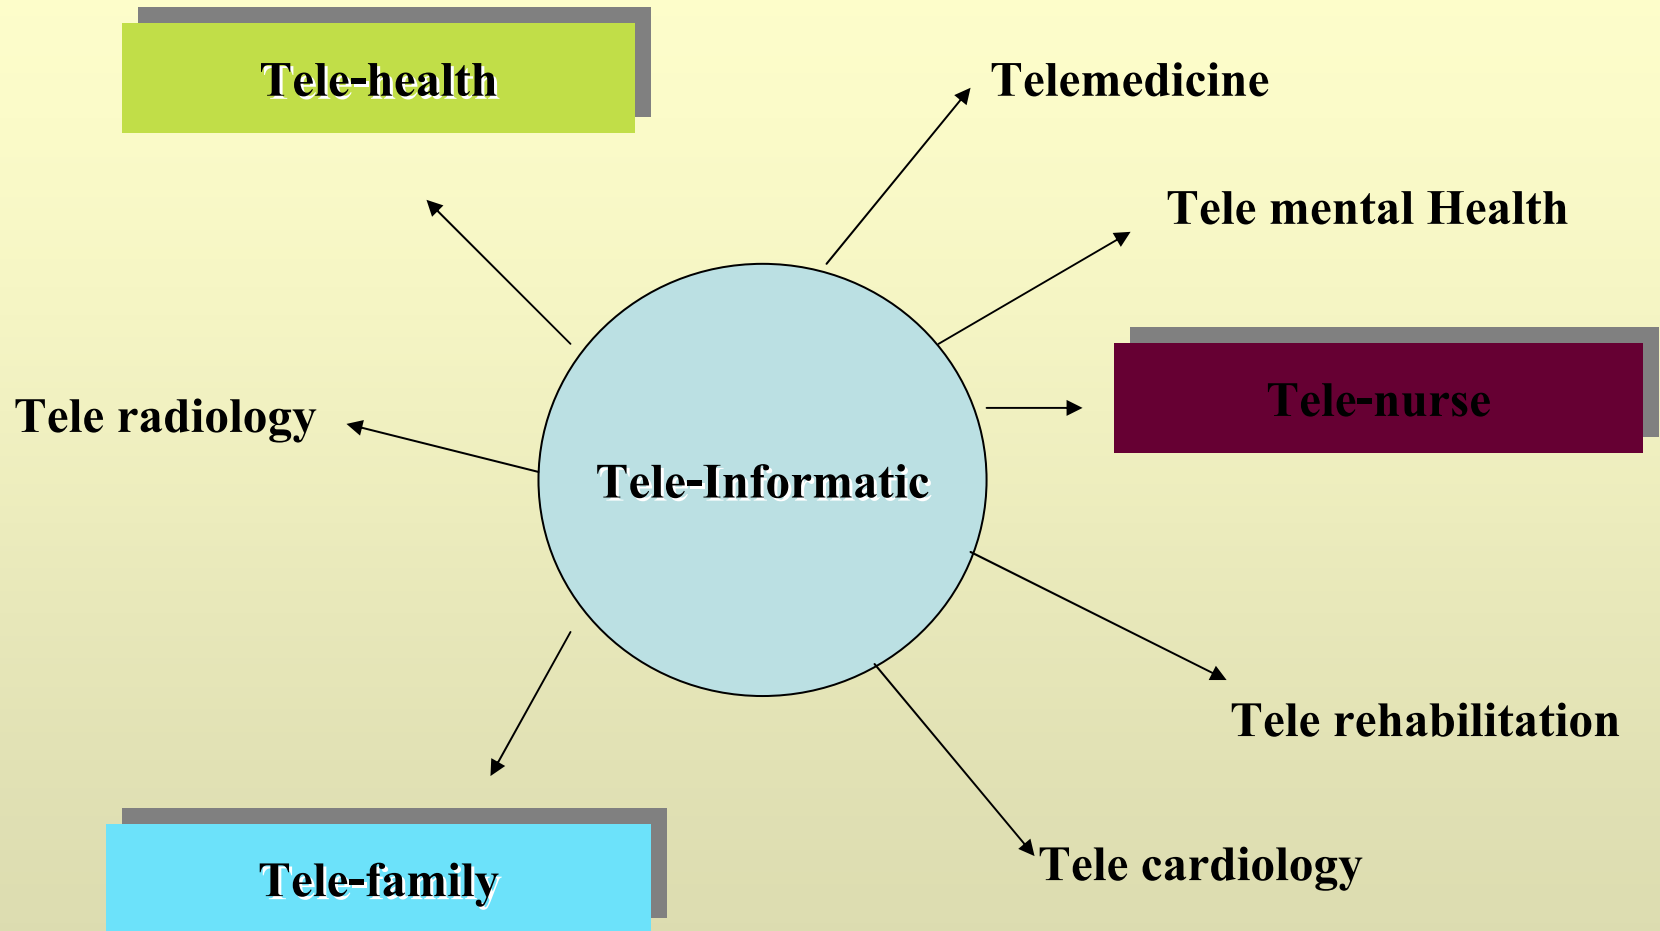 Tele-health
Telemedicine
Tele mental Health
Tele-nurse
Tele radiology
Tele-Informatic
Tele rehabilitation
Tele cardiology
Tele-family